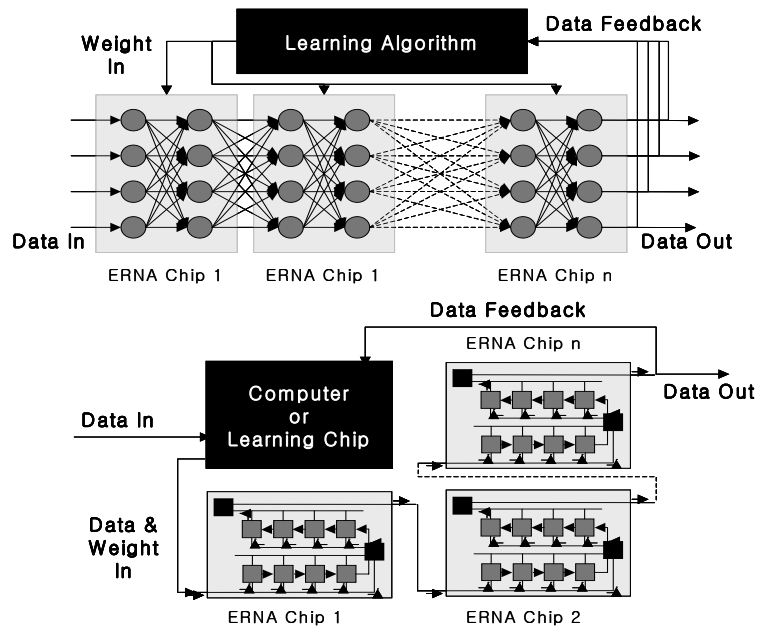 Learning Algorithm
Data Feedback
Weight
In
Data In
Data Out
ERNA Chip 1
ERNA Chip 1
ERNA Chip n
Data Feedback
ERNA Chip n
Computer
or
Learning Chip
Data In
Data Out
Data &
Weight
In
ERNA Chip 1
ERNA Chip 2